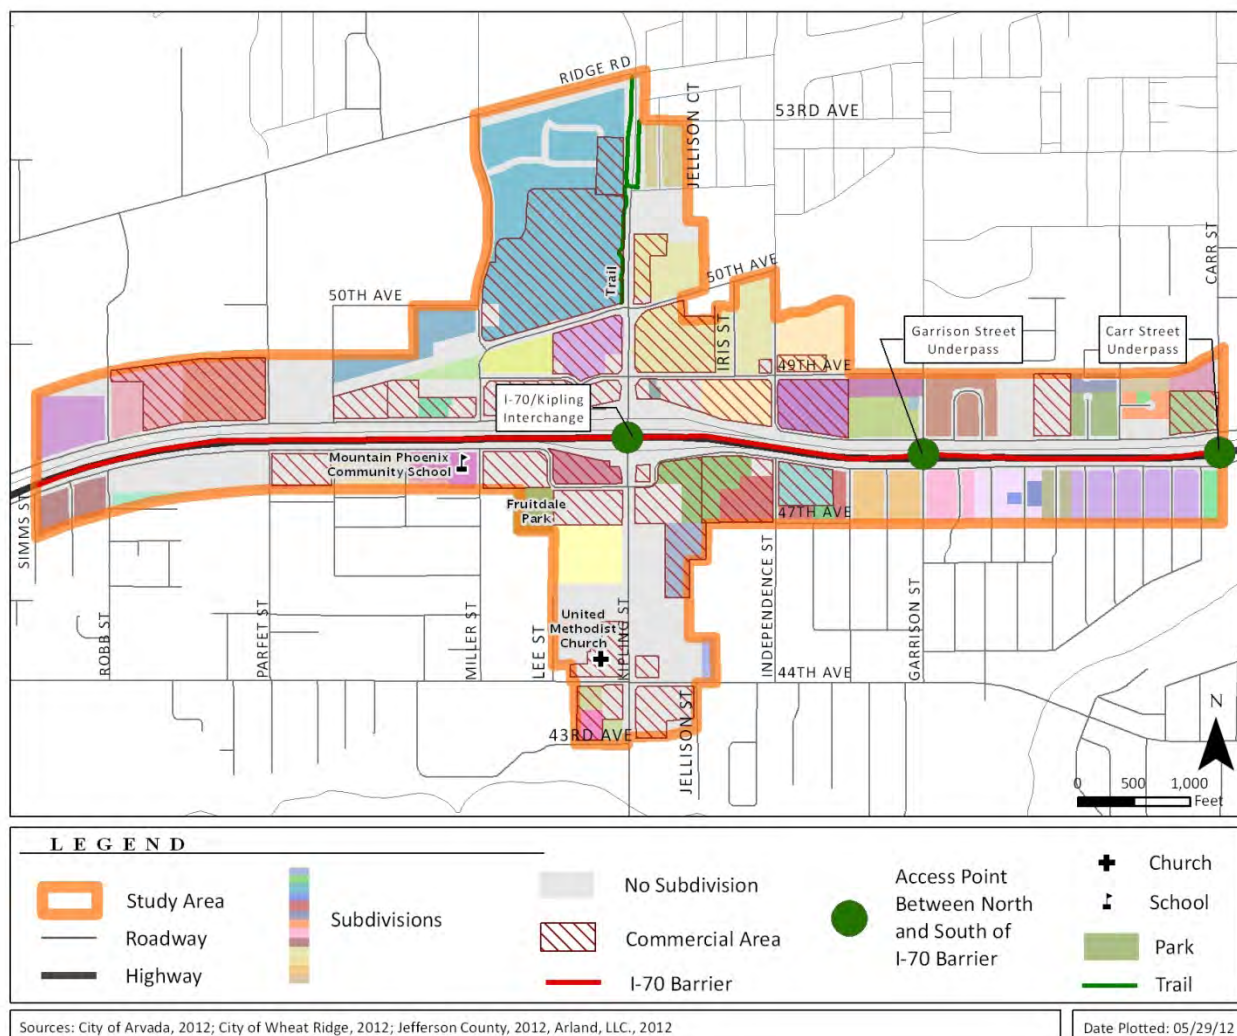 RIDGE RD
JELLISON CT
53RD AVE
CARR ST
50TH AVE
Trail
50TH AVE
IRIS ST
49TH AVE
Garrison Street
Underpass
Carr Street
Underpass
I-70/Kipling
Interchange
Mountain Phoenix
Community School
Fruitdale
Park
47TH AVE
SIMMS ST
ROBB ST
PARFET ST
MILLER ST
LEE ST
United
Methodist
Church
KIPLING ST
JELLISON ST
INDEPENDENCE ST
GARRISON ST
44TH AVE
43RD AVE
N
0 500 1,000
Feet
LEGEND
Study Area
Roadway
Highway
Subdivisions
No Subdivision
Commercial Area
I-70 Barrier
Access Point
Between North
and South of
I-70 Barrier
Church
School
Park
Trail
Sources: City of Arvada, 2012; City of Wheat Ridge, 2012; Jefferson County, 2012, Arland, LLC., 2012
Date Plotted: 05/29/12